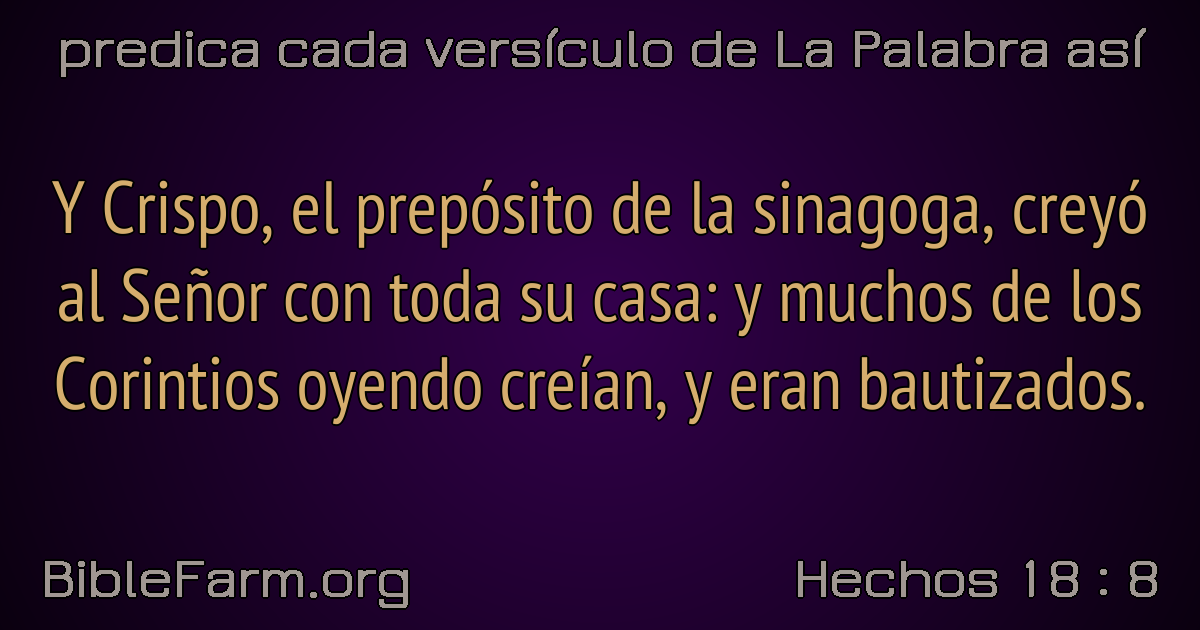 predica cada versículo de La Palabra así
Y Crispo, el prepósito de la sinagoga, creyó
al Señor con toda su casa: y muchos de los
Corintios oyendo creían, y eran bautizados.
BibleFarm.org
Hechos 18 : 8